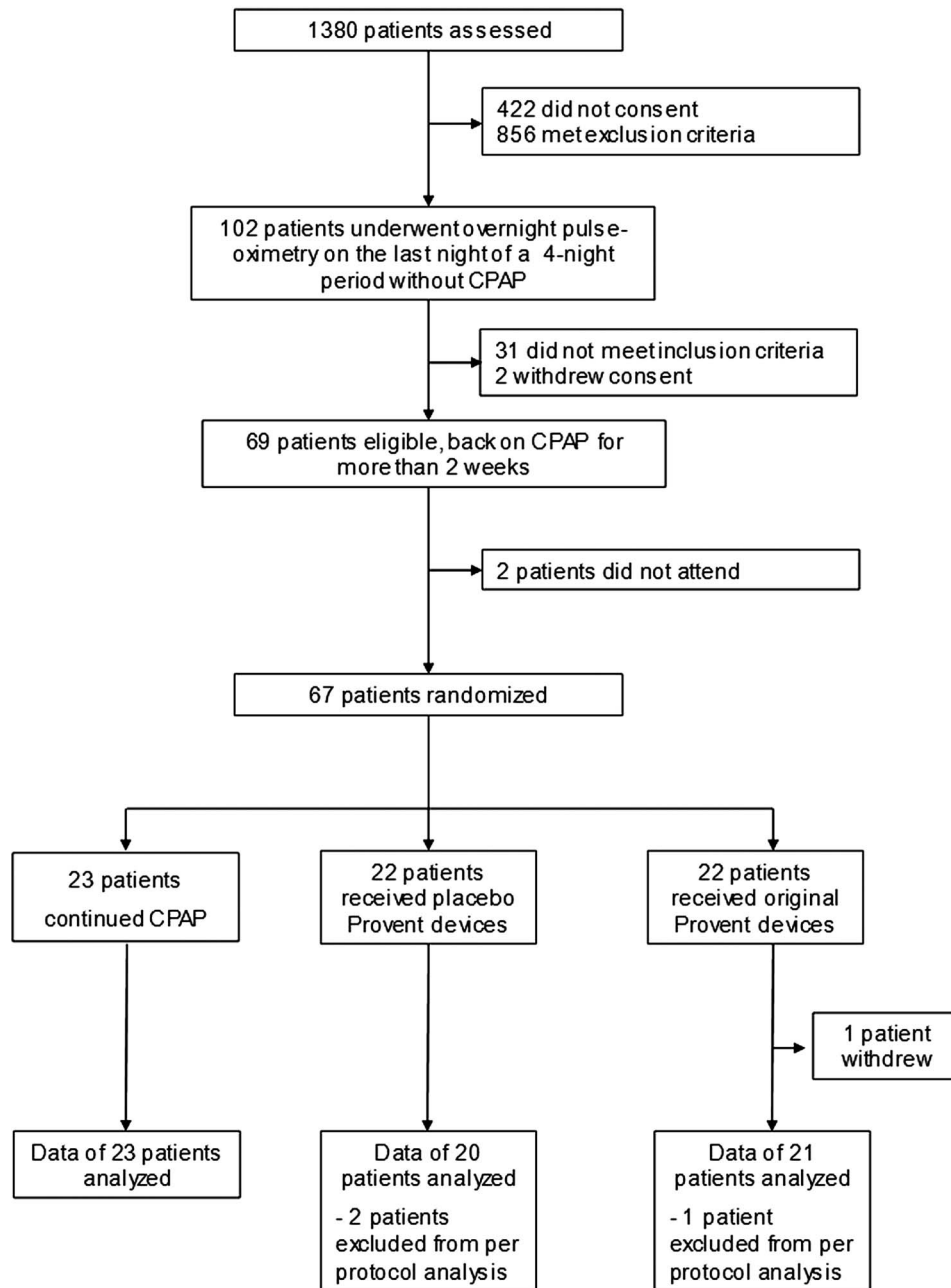 1380 patients assessed
422 did not consent
856 met exclusion criteria
102 patients underwent overnight pulse-
oximetry on the last night of a 4-night
period without CPAP
31 did not meet inclusion criteria
2 withdrew consent
69 patients eligible, back on CPAP for
more than 2 weeks
2 patients did not attend
67 patients randomized
23 patients
continued CPAP
22 patients
received placebo
Provent devices
22 patients
received original
Provent devices
1 patient
withdrew
Data of 23 patients
analyzed
Data of 20
patients analyzed
- 2 patients
excluded from per
protocol analysis
Data of 21
patients analyzed
- 1 patient
excluded from per
protocol analysis